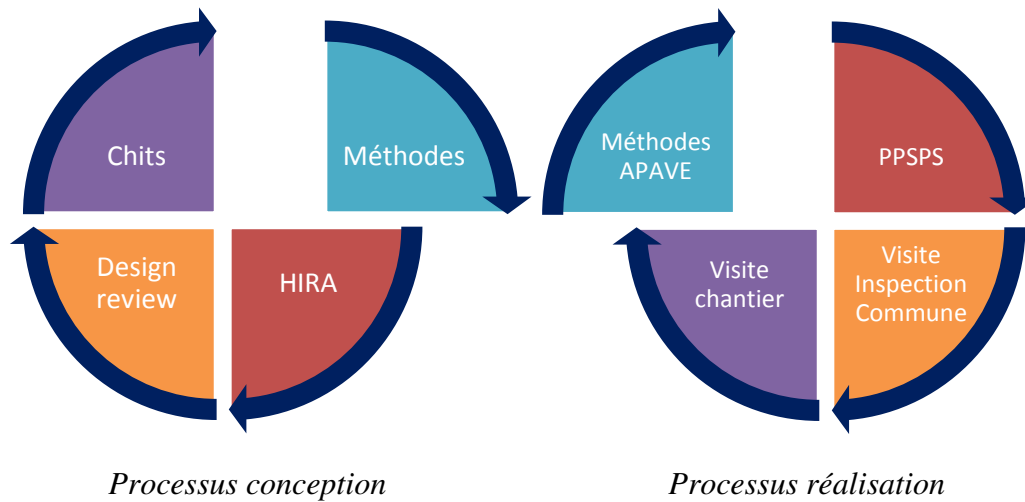 Chits
Méthodes
Design
review
HIRA
Processus conception
Méthodes
APAVE
PPSPS
Visite
chantier
Visite
Inspection
Commune
Processus réalisation